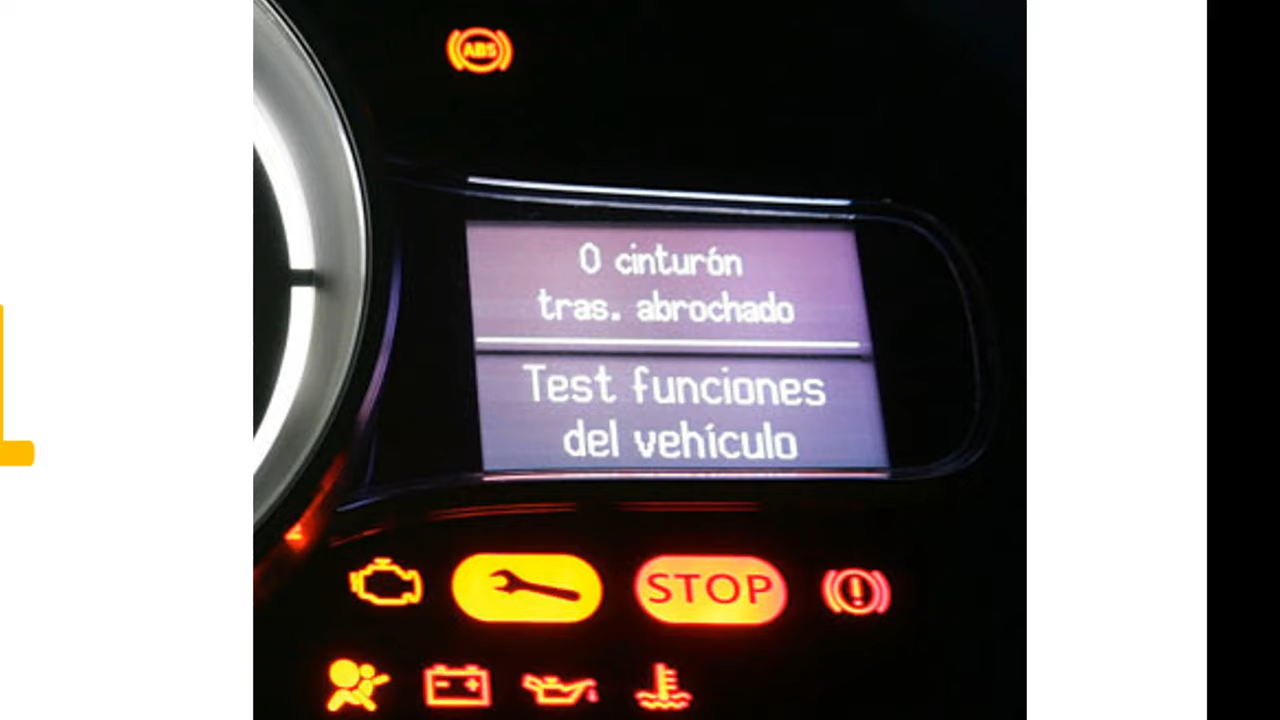 ABS
0 cinturón
tras. abrochado
Test funciones
del vehículo
STOP